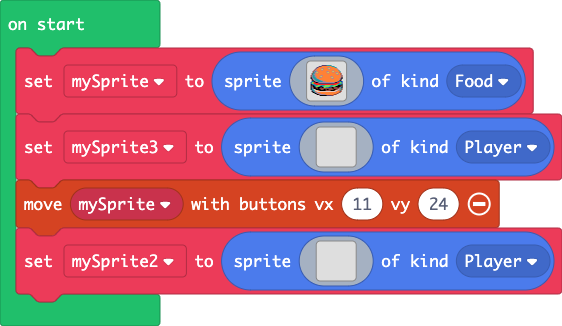 on start
set mySprite to sprite of kind Food
set mySprite3 to sprite of kind Player
move mySprite with buttons vx 11 vy 24
set mySprite2 to sprite of kind Player